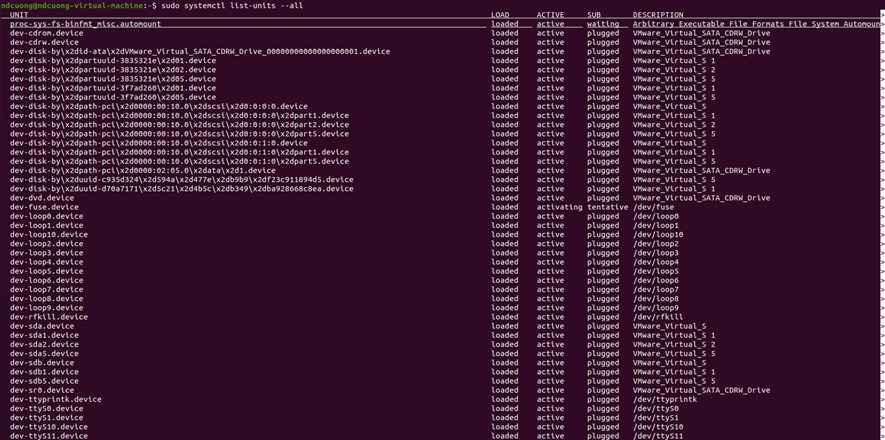 ndcuong@ndcuong-virtual-machine:~$ sudo systemctl list-units --all
UNIT LOAD ACTIVE SUB DESCRIPTION
proc-sys-fs-binfmt_misc.automount loaded active waiting Arbitrary Executable File Formats File System Automoun>
dev-cdrom.device loaded active plugged VMware_Virtual_SATA_CDRW_Drive
dev-cdrw.device loaded active plugged VMware_Virtual_SATA_CDRW_Drive
dev-disk-by\x2did-ata\x2dVMware_Virtual_SATA_CDRW_Drive_00000000000000000001.device loaded active plugged VMware_Virtual_SATA_CDRW_Drive
dev-disk-by\x2dpartuuid-3835321e\x2d01.device loaded active plugged VMware_Virtual_S 1
dev-disk-by\x2dpartuuid-3835321e\x2d02.device loaded active plugged VMware_Virtual_S 2
dev-disk-by\x2dpartuuid-3835321e\x2d05.device loaded active plugged VMware_Virtual_S 5
dev-disk-by\x2dpartuuid-3f7ad260\x2d01.device loaded active plugged VMware_Virtual_S 1
dev-disk-by\x2dpartuuid-3f7ad260\x2d05.device loaded active plugged VMware_Virtual_S 5
dev-disk-by\x2dpath-pci\x2d0000:00:10.0\x2dscsi\x2d0:0:0:0.device loaded active plugged VMware_Virtual_S
dev-disk-by\x2dpath-pci\x2d0000:00:10.0\x2dscsi\x2d0:0:0:0\x2dpart1.device loaded active plugged VMware_Virtual_S 1
dev-disk-by\x2dpath-pci\x2d0000:00:10.0\x2dscsi\x2d0:0:0:0\x2dpart2.device loaded active plugged VMware_Virtual_S 2
dev-disk-by\x2dpath-pci\x2d0000:00:10.0\x2dscsi\x2d0:0:0:0\x2dpart5.device loaded active plugged VMware_Virtual_S 5
dev-disk-by\x2dpath-pci\x2d0000:00:10.0\x2dscsi\x2d0:0:1:0.device loaded active plugged VMware_Virtual_S
dev-disk-by\x2dpath-pci\x2d0000:00:10.0\x2dscsi\x2d0:0:1:0\x2dpart1.device loaded active plugged VMware_Virtual_S 1
dev-disk-by\x2dpath-pci\x2d0000:00:10.0\x2dscsi\x2d0:0:1:0\x2dpart5.device loaded active plugged VMware_Virtual_S 5
dev-disk-by\x2dpath-pci\x2d0000:02:05.0\x2data\x2d1.device loaded active plugged VMware_Virtual_SATA_CDRW_Drive
dev-disk-by\x2duuid-c935d324\x2d594a\x2d477e\x2db9b9\x2df23c911894d5.device loaded active plugged VMware_Virtual_S 5
dev-disk-by\x2duuid-d70a7171\x2d5c21\x2d4b5c\x2db349\x2dba928668c8ea.device loaded active plugged VMware_Virtual_S 1
dev-dvd.device loaded active plugged VMware_Virtual_SATA_CDRW_Drive
dev-fuse.device loaded activating tentative /dev/fuse
dev-loop0.device loaded active plugged /dev/loop0
dev-loop1.device loaded active plugged /dev/loop1
dev-loop10.device loaded active plugged /dev/loop10
dev-loop2.device loaded active plugged /dev/loop2
dev-loop3.device loaded active plugged /dev/loop3
dev-loop4.device loaded active plugged /dev/loop4
dev-loop5.device loaded active plugged /dev/loop5
dev-loop6.device loaded active plugged /dev/loop6
dev-loop7.device loaded active plugged /dev/loop7
dev-loop8.device loaded active plugged /dev/loop8
dev-loop9.device loaded active plugged /dev/loop9
dev-rfkill.device loaded active plugged /dev/rfkill
dev-sda.device loaded active plugged VMware_Virtual_S
dev-sda1.device loaded active plugged VMware_Virtual_S 1
dev-sda2.device loaded active plugged VMware_Virtual_S 2
dev-sda5.device loaded active plugged VMware_Virtual_S 5
dev-sdb.device loaded active plugged VMware_Virtual_S
dev-sdb1.device loaded active plugged VMware_Virtual_S 1
dev-sdb5.device loaded active plugged VMware_Virtual_S 5
dev-sr0.device loaded active plugged VMware_Virtual_SATA_CDRW_Drive
dev-ttyprintk.device loaded active plugged /dev/ttyprintk
dev-ttyS0.device loaded active plugged /dev/ttyS0
dev-ttyS1.device loaded active plugged /dev/ttyS1
dev-ttyS10.device loaded active plugged /dev/ttyS10
dev-ttyS11.device loaded active plugged /dev/ttyS11